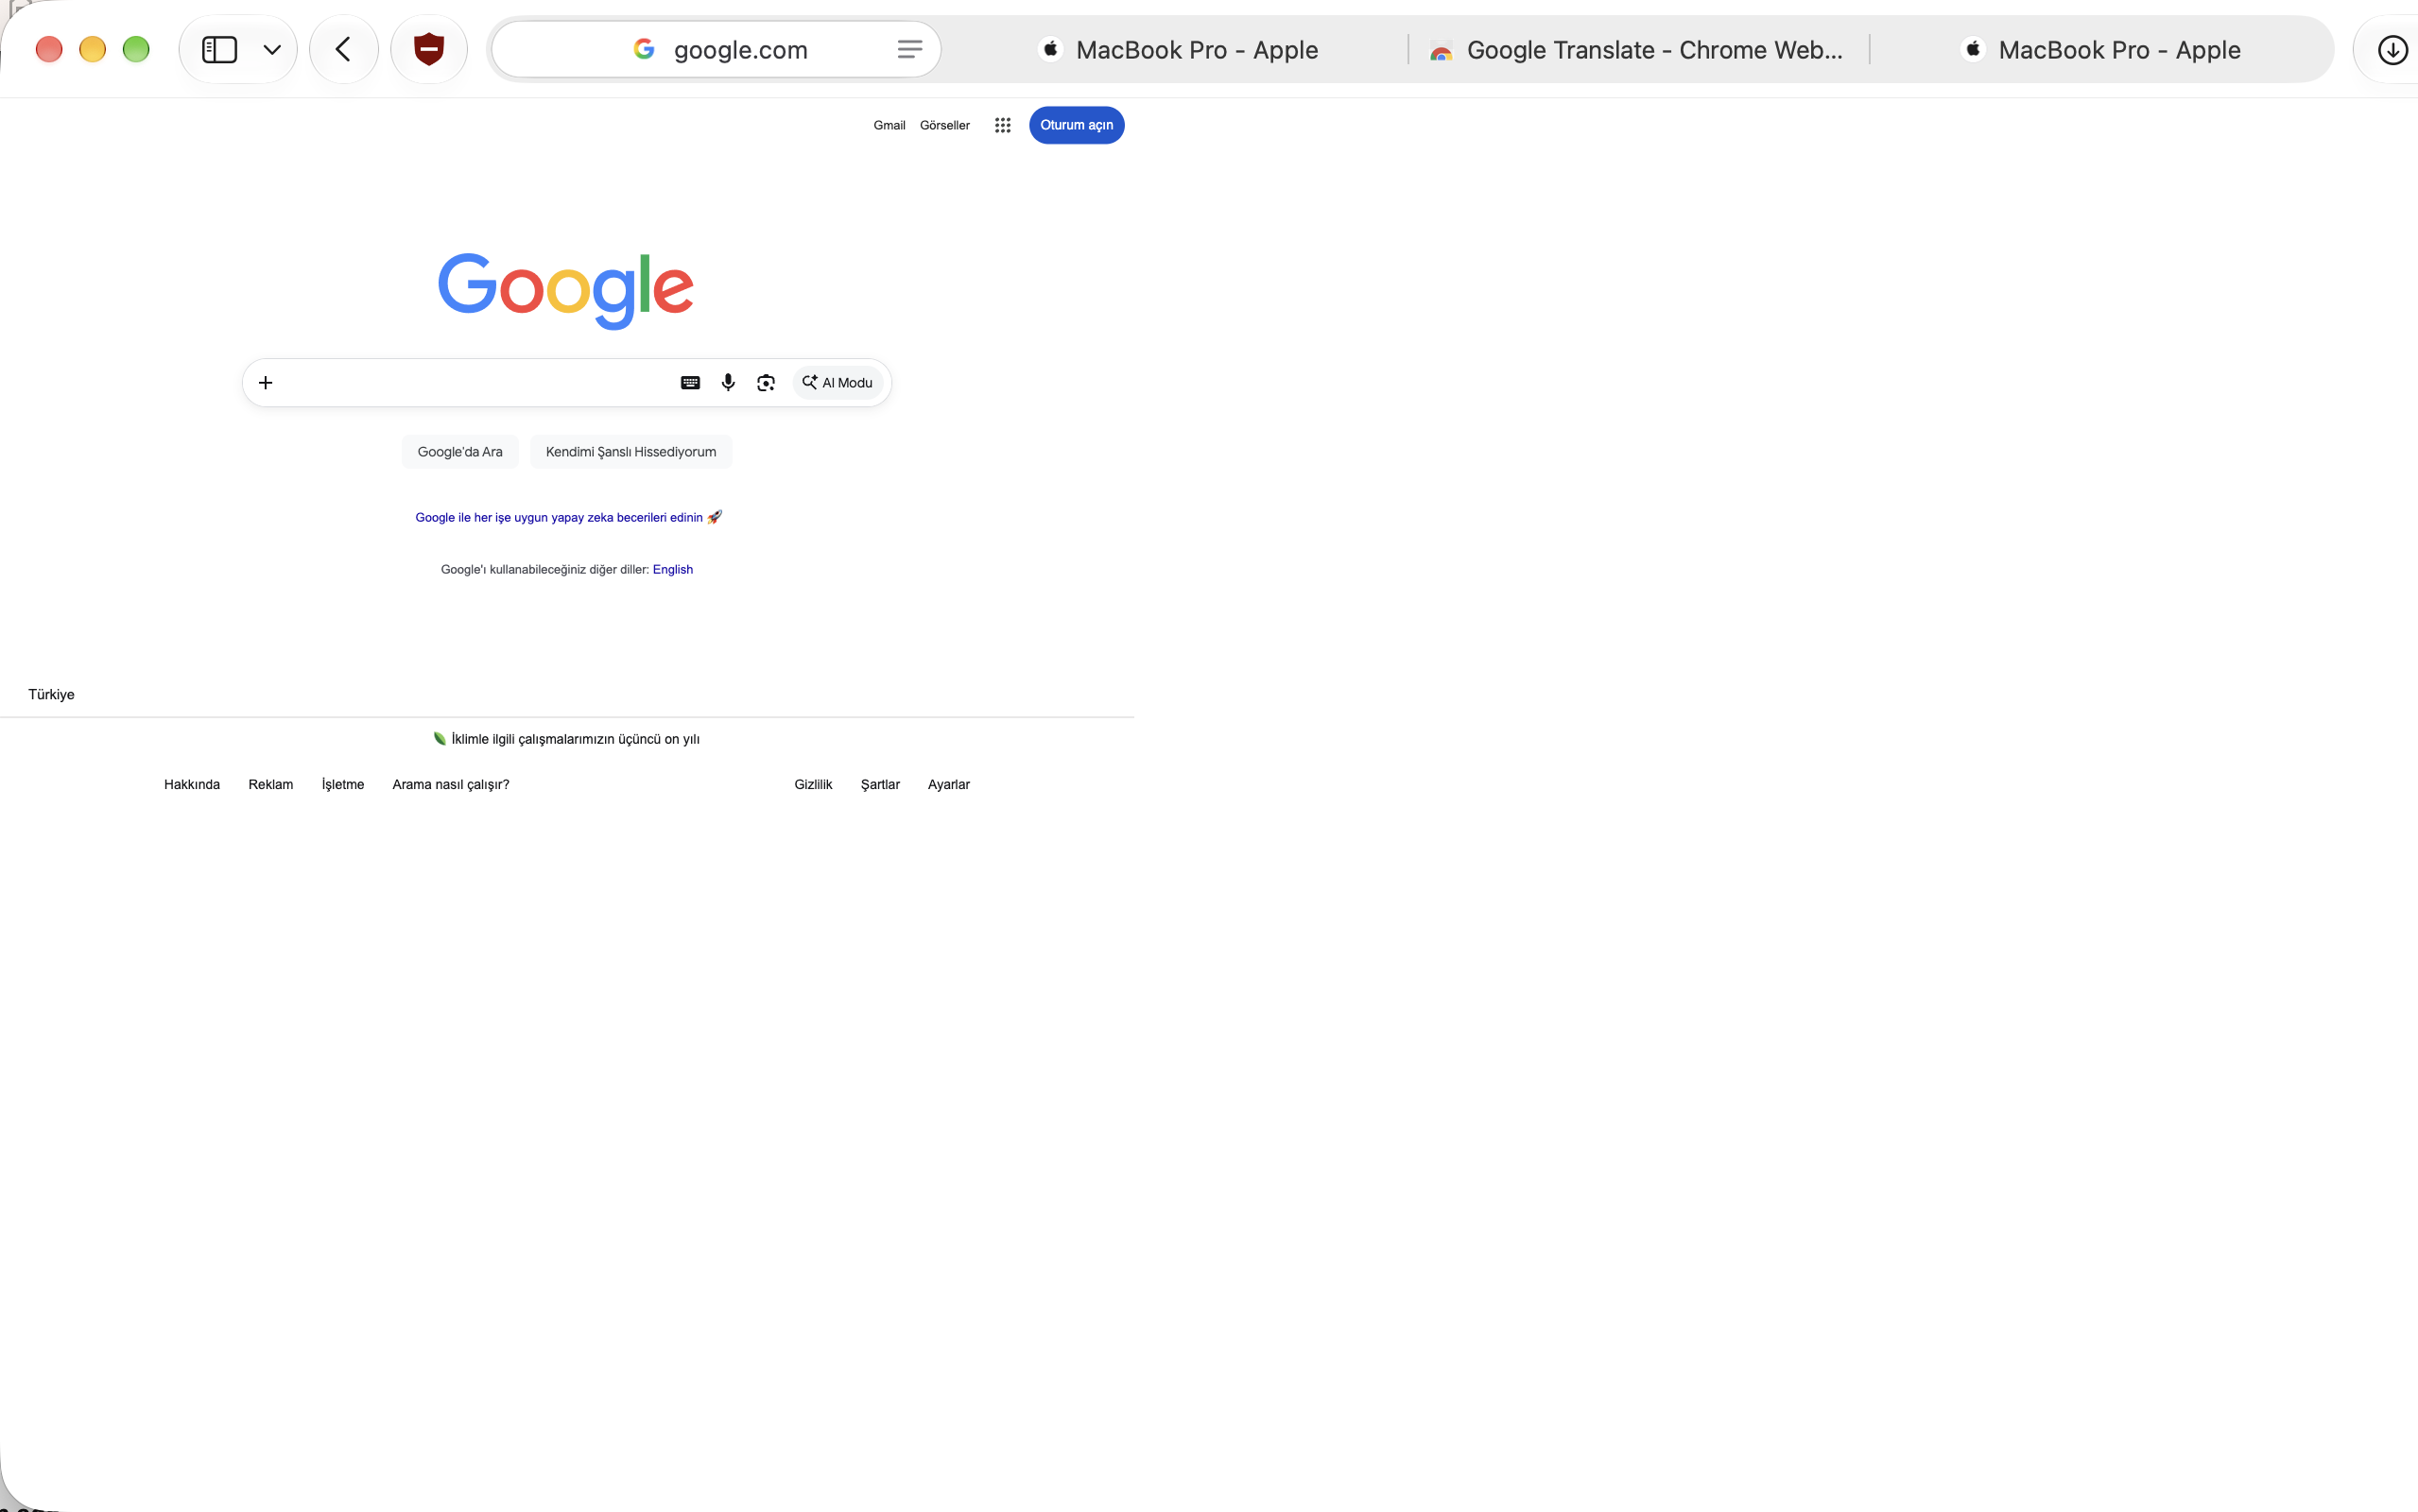 google.com
MacBook Pro - Apple
Google Translate - Chrome Web...
MacBook Pro - Apple
Gmail Görseller Oturum açın
Google
AI Modu
Google'da Ara Kendimi Şanslı Hissediyorum
Google ile her işe uygun yapay zeka becerileri edinin 🚀
Google'ı kullanabileceğiniz diğer diller: English
Türkiye
İklimle ilgili çalışmalarımızın üçüncü on yılı
Hakkında Reklam İşletme Arama nasıl çalışır? Gizlilik Şartlar Ayarlar